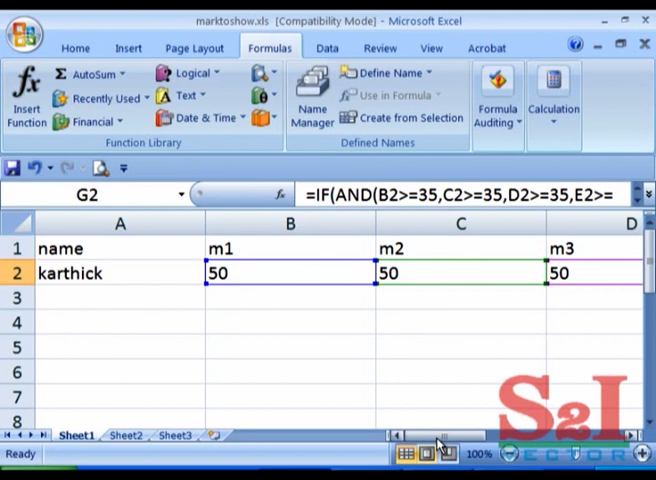 marktoshow.xls [Compatibility Mode] - Microsoft Excel
Home Insert Page Layout Formulas Data Review View Acrobat
fx Σ AutoSum Logical Define Name
Recently Used A Text Use in Formula
Insert Function Financial Date & Time Name Manager Create from Selection Formula Auditing Calculation
Function Library Defined Names
G2 fx =IF(AND(B2>=35,C2>=35,D2>=35,E2>=
A B C D
1 name m1 m2 m3
2 karthick 50 50 50
3
4
5
6
7
8
S2I
ECTOR
Sheet1 Sheet2 Sheet3
Ready 100%